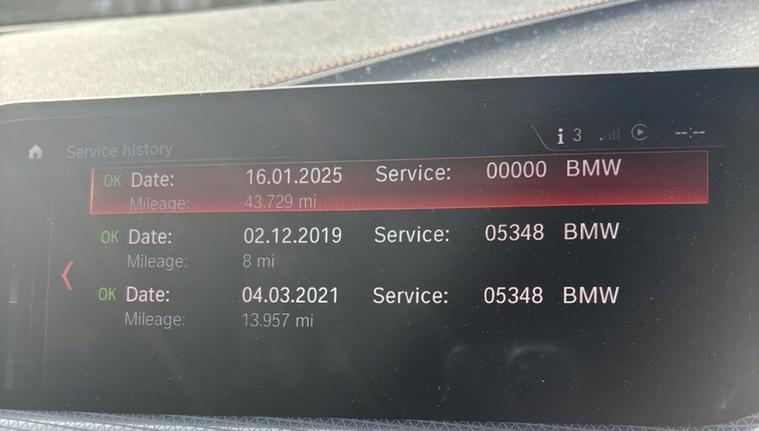 i 3 --:--
Service history
OK Date: 16.01.2025 Service: 00000 BMW
Mileage: 43.729 mi
OK Date: 02.12.2019 Service: 05348 BMW
Mileage: 8 mi
OK Date: 04.03.2021 Service: 05348 BMW
Mileage: 13.957 mi